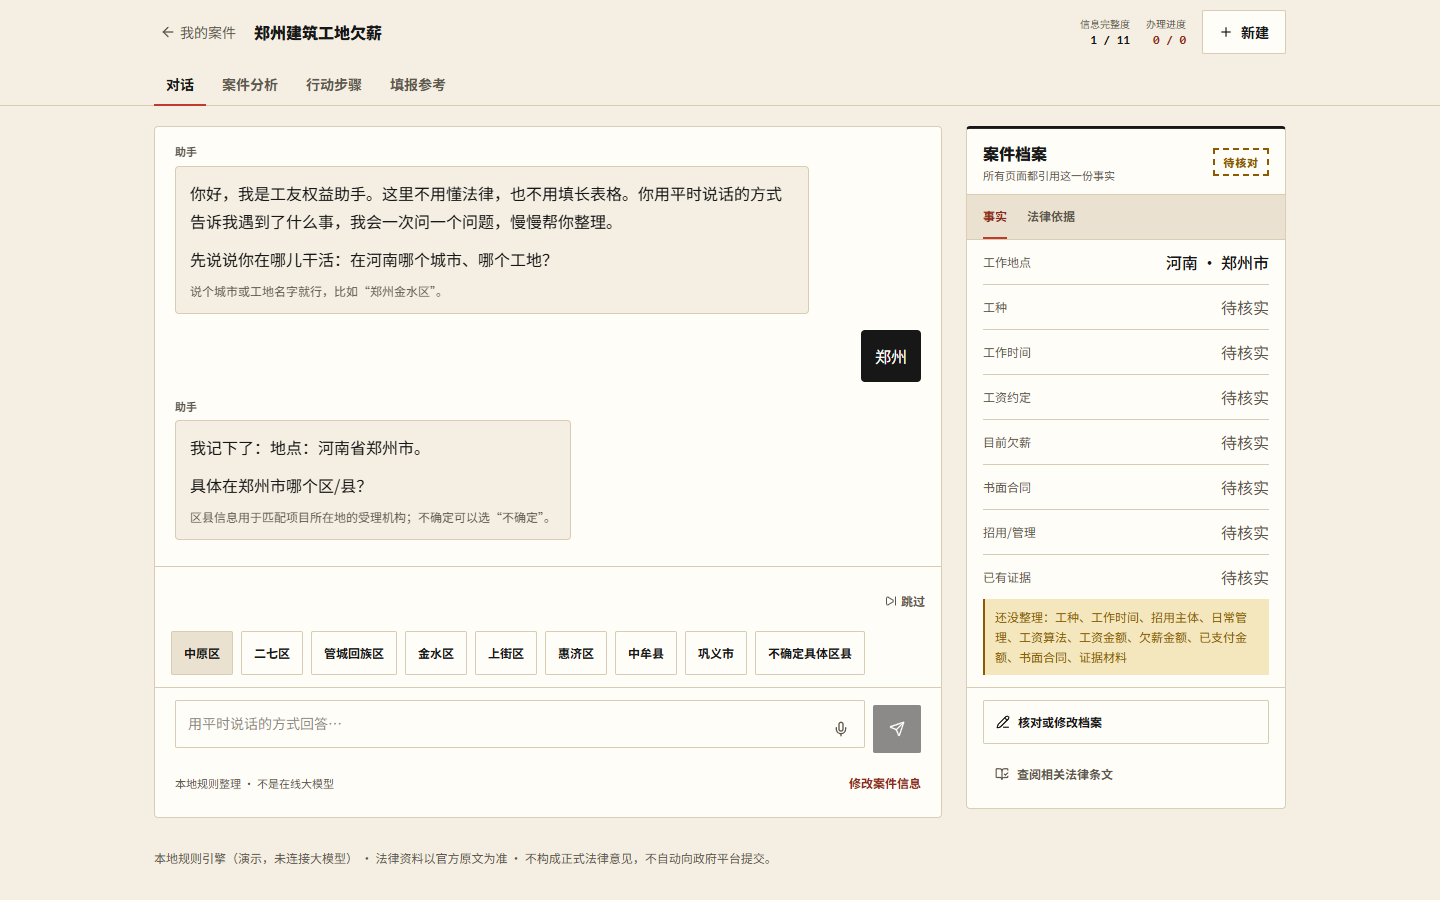 我的案件
郑州建筑工地欠薪
信息完整度
1 / 11
办理进度
0 / 0
新建
对话
案件分析
行动步骤
填报参考
助手
你好，我是工友权益助手。这里不用懂法律，也不用填长表格。你用平时说话的方式
告诉我遇到了什么事，我会一次问一个问题，慢慢帮你整理。
先说说你在哪儿干活：在河南哪个城市、哪个工地？
说个城市或工地名字就行，比如“郑州金水区”。
郑州
助手
我记下了：地点：河南省郑州市。
具体在郑州市哪个区/县？
区县信息用于匹配项目所在地的受理机构；不确定可以选“不确定”。
跳过
中原区
二七区
管城回族区
金水区
上街区
惠济区
中牟县
巩义市
不确定具体区县
用平时说话的方式回答…
本地规则整理 · 不是在线大模型
修改案件信息
案件档案
所有页面都引用这一份事实
待核对
事实
法律依据
工作地点
河南 · 郑州市
工种
待核实
工作时间
待核实
工资约定
待核实
目前欠薪
待核实
书面合同
待核实
招用/管理
待核实
已有证据
待核实
还没整理：工种、工作时间、招用主体、日常管
理、工资算法、工资金额、欠薪金额、已支付金
额、书面合同、证据材料
核对或修改档案
查阅相关法律条文
本地规则引擎（演示，未连接大模型） · 法律资料以官方原文为准 · 不构成正式法律意见，不自动向政府平台提交。